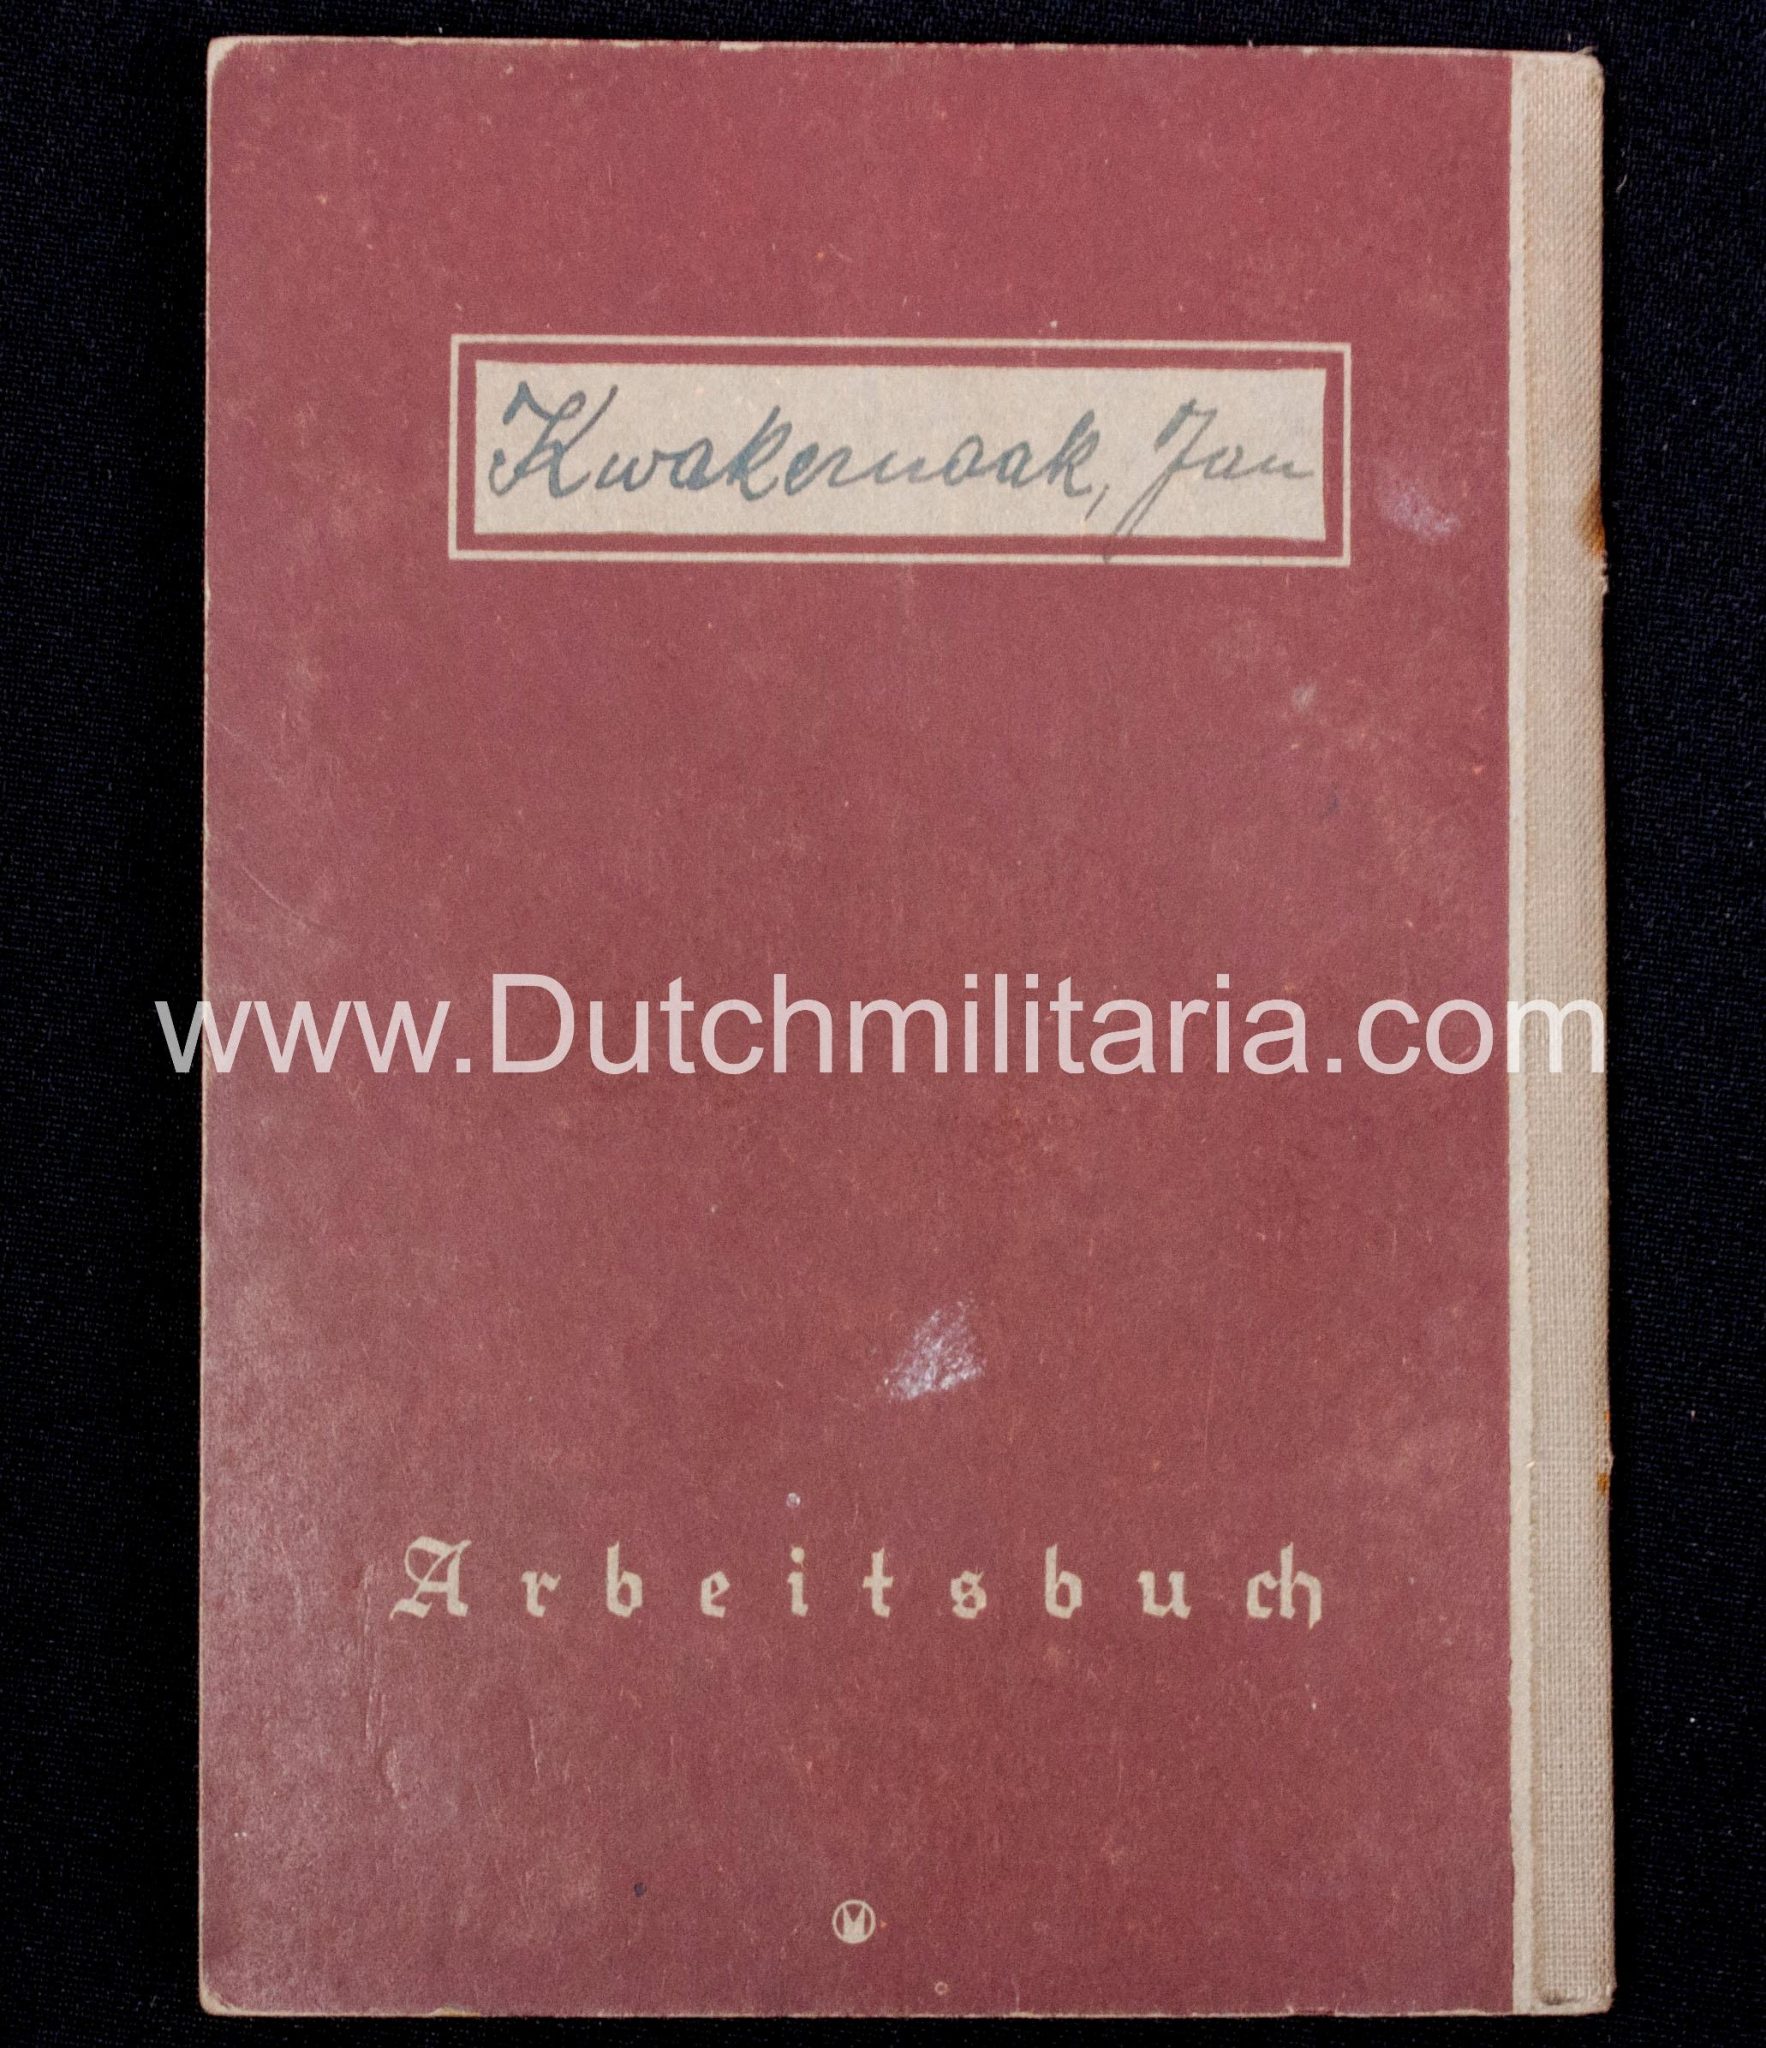 Kwakernaak, Jan
www.Dutchmilitaria.com
Arbeitsbuch